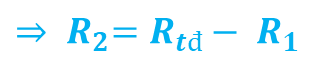 ⇒ R₂ = Rₜđ − R₁